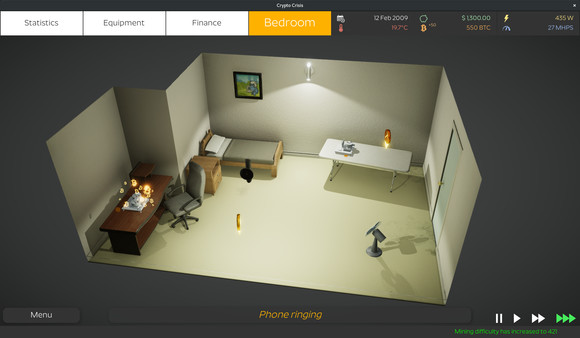 Crypto Crisis
Statistics
Equipment
Finance
Bedroom
12 Feb 2009
19.7°C
$ 1,300.00
+50
550 BTC
435 W
27 MHPS
Menu
Phone ringing
Mining difficulty has increased to 421